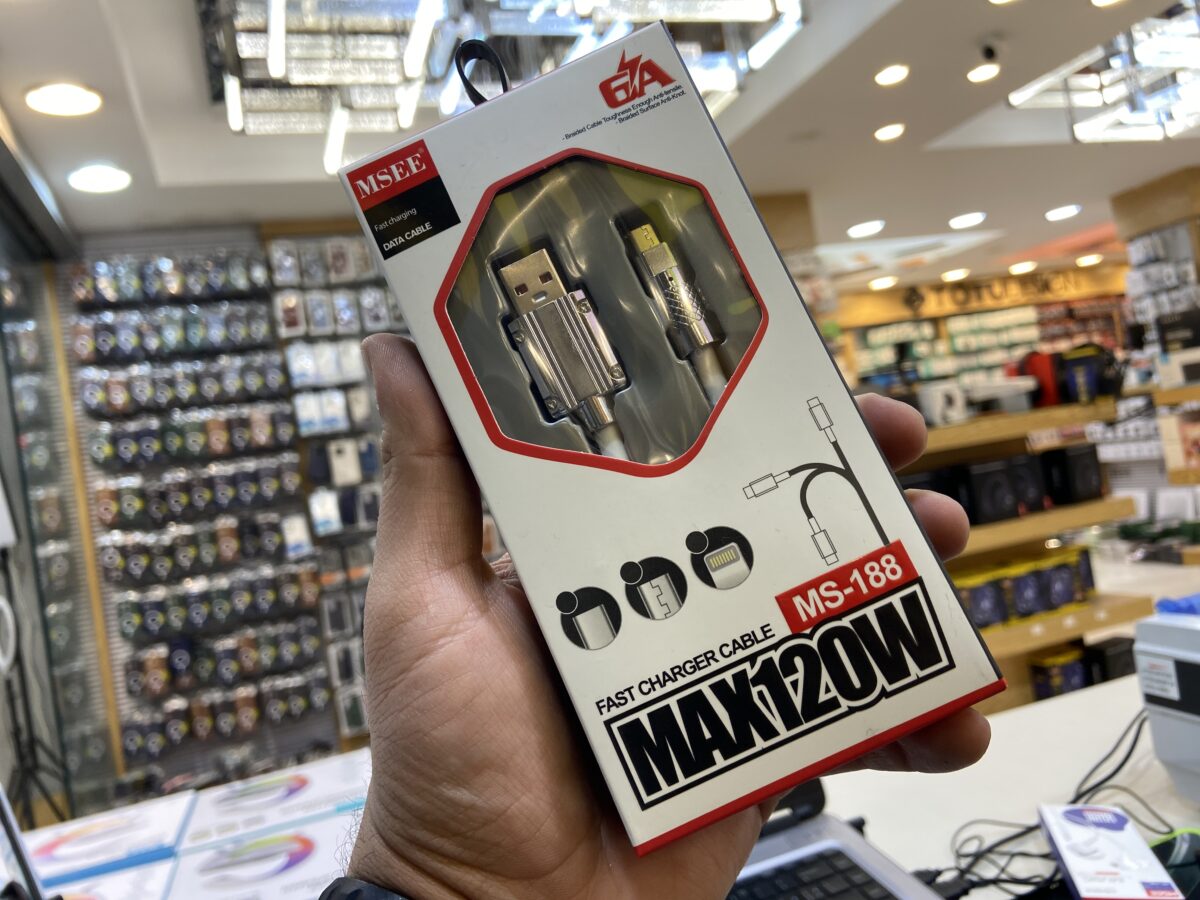 6A
- Braided Cable Toughness Enough Anti-tensile.
- Braided Surface Anti-Knot.
MSEE®
Fast charging
DATA CABLE
MS-188
FAST CHARGER CABLE
MAX120W
TOTU